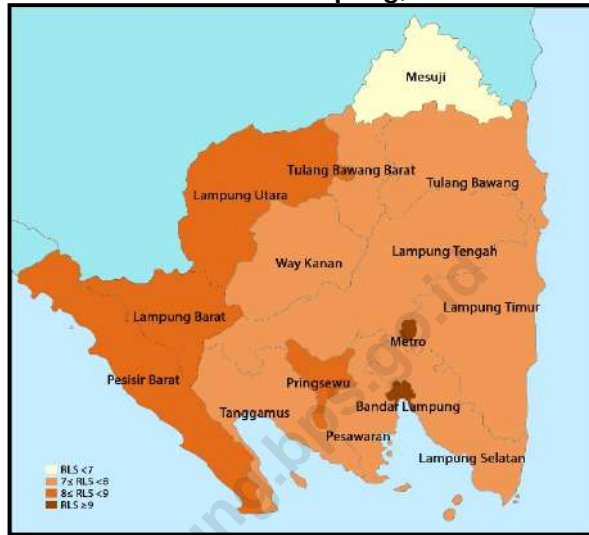 Mesuji
Tulang Bawang Barat
Tulang Bawang
Lampung Utara
Way Kanan
Lampung Tengah
Lampung Timur
Lampung Barat
Metro
Pesisir Barat
Pringsewu
Tanggamus
Bandar Lampung
Pesawaran
Lampung Selatan
RLS <7
7≤ RLS <8
8≤ RLS <9
RLS ≥9